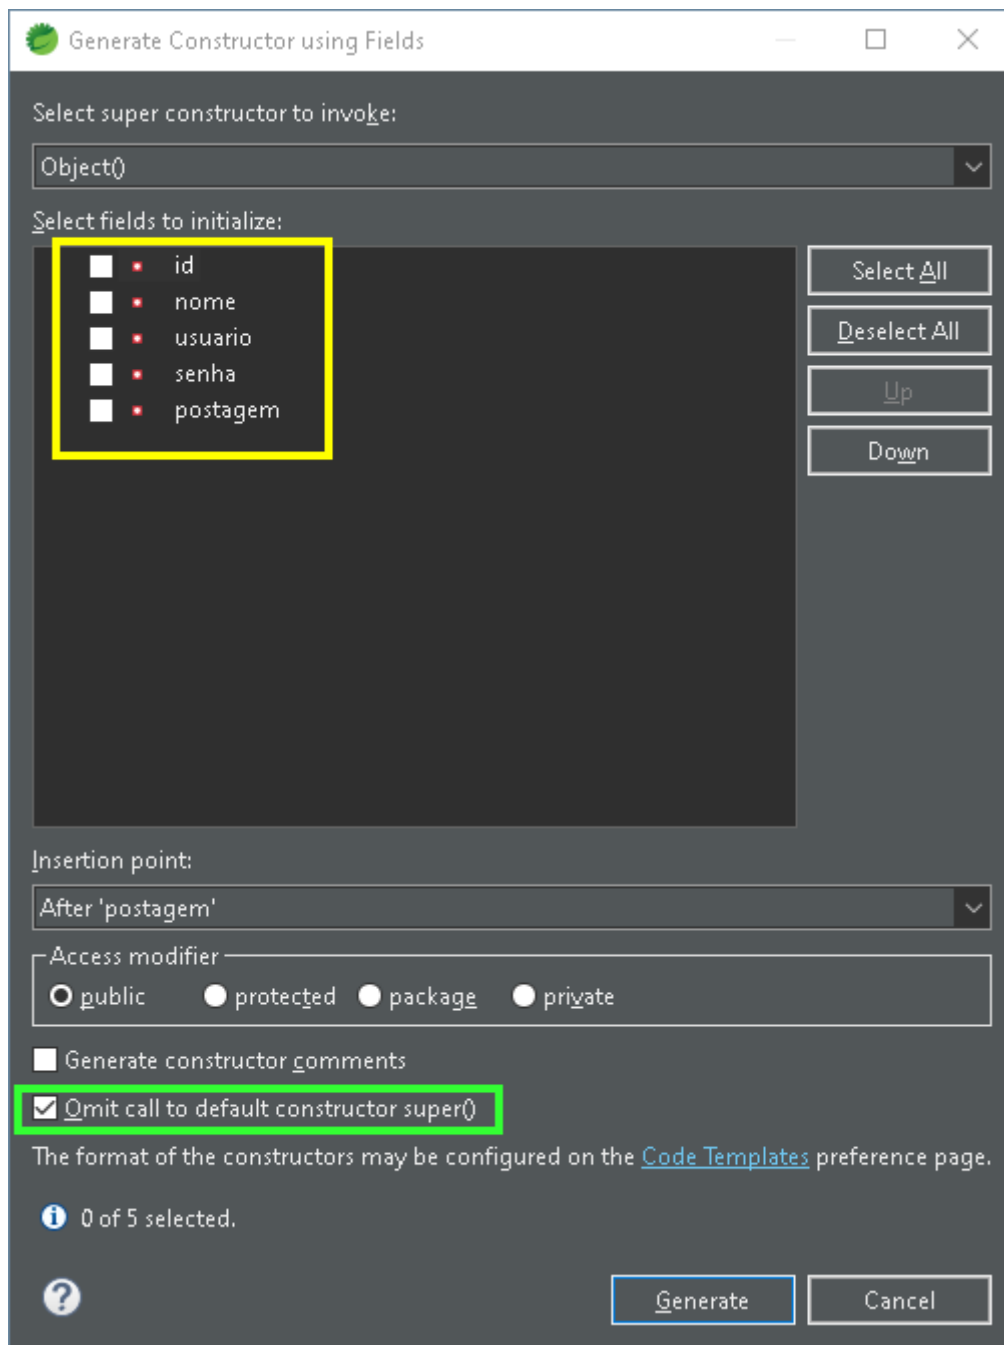 Generate Constructor using Fields
Select super constructor to invoke:
Object()
Select fields to initialize:
id
nome
usuario
senha
postagem
Select All
Deselect All
Up
Down
Insertion point:
After 'postagem'
Access modifier
public protected package private
Generate constructor comments
Omit call to default constructor super()
The format of the constructors may be configured on the Code Templates preference page.
0 of 5 selected.
Generate Cancel